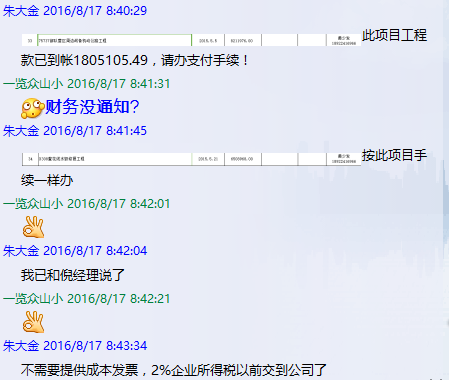 朱大金 2016/8/17 8:40:29
此项目工程
款已到帐1805105.49，请办支付手续！
一览众山小 2016/8/17 8:41:31
财务没通知？
朱大金 2016/8/17 8:41:45
按此项目手
续一样办
一览众山小 2016/8/17 8:42:01
朱大金 2016/8/17 8:42:04
我已和倪经理说了
一览众山小 2016/8/17 8:42:21
朱大金 2016/8/17 8:43:34
不需要提供成本发票，2%企业所得税以前交到公司了